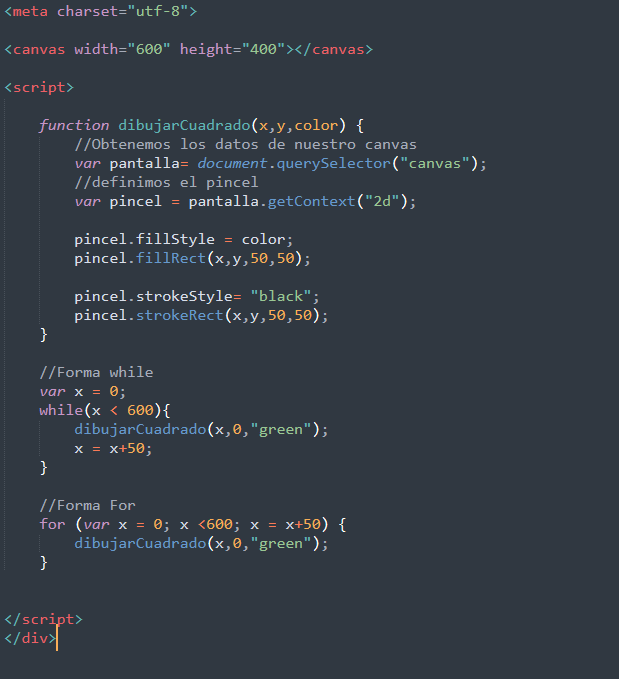 <meta charset="utf-8">
<canvas width="600" height="400"></canvas>
<script>
function dibujarCuadrado(x,y,color) {
//Obtenemos los datos de nuestro canvas
var pantalla= document.querySelector("canvas");
//definimos el pincel
var pincel = pantalla.getContext("2d");
pincel.fillStyle = color;
pincel.fillRect(x,y,50,50);
pincel.strokeStyle= "black";
pincel.strokeRect(x,y,50,50);
}
//Forma while
var x = 0;
while(x < 600){
dibujarCuadrado(x,0,"green");
x = x+50;
}
//Forma For
for (var x = 0; x <600; x = x+50) {
dibujarCuadrado(x,0,"green");
}
</script>
</div>